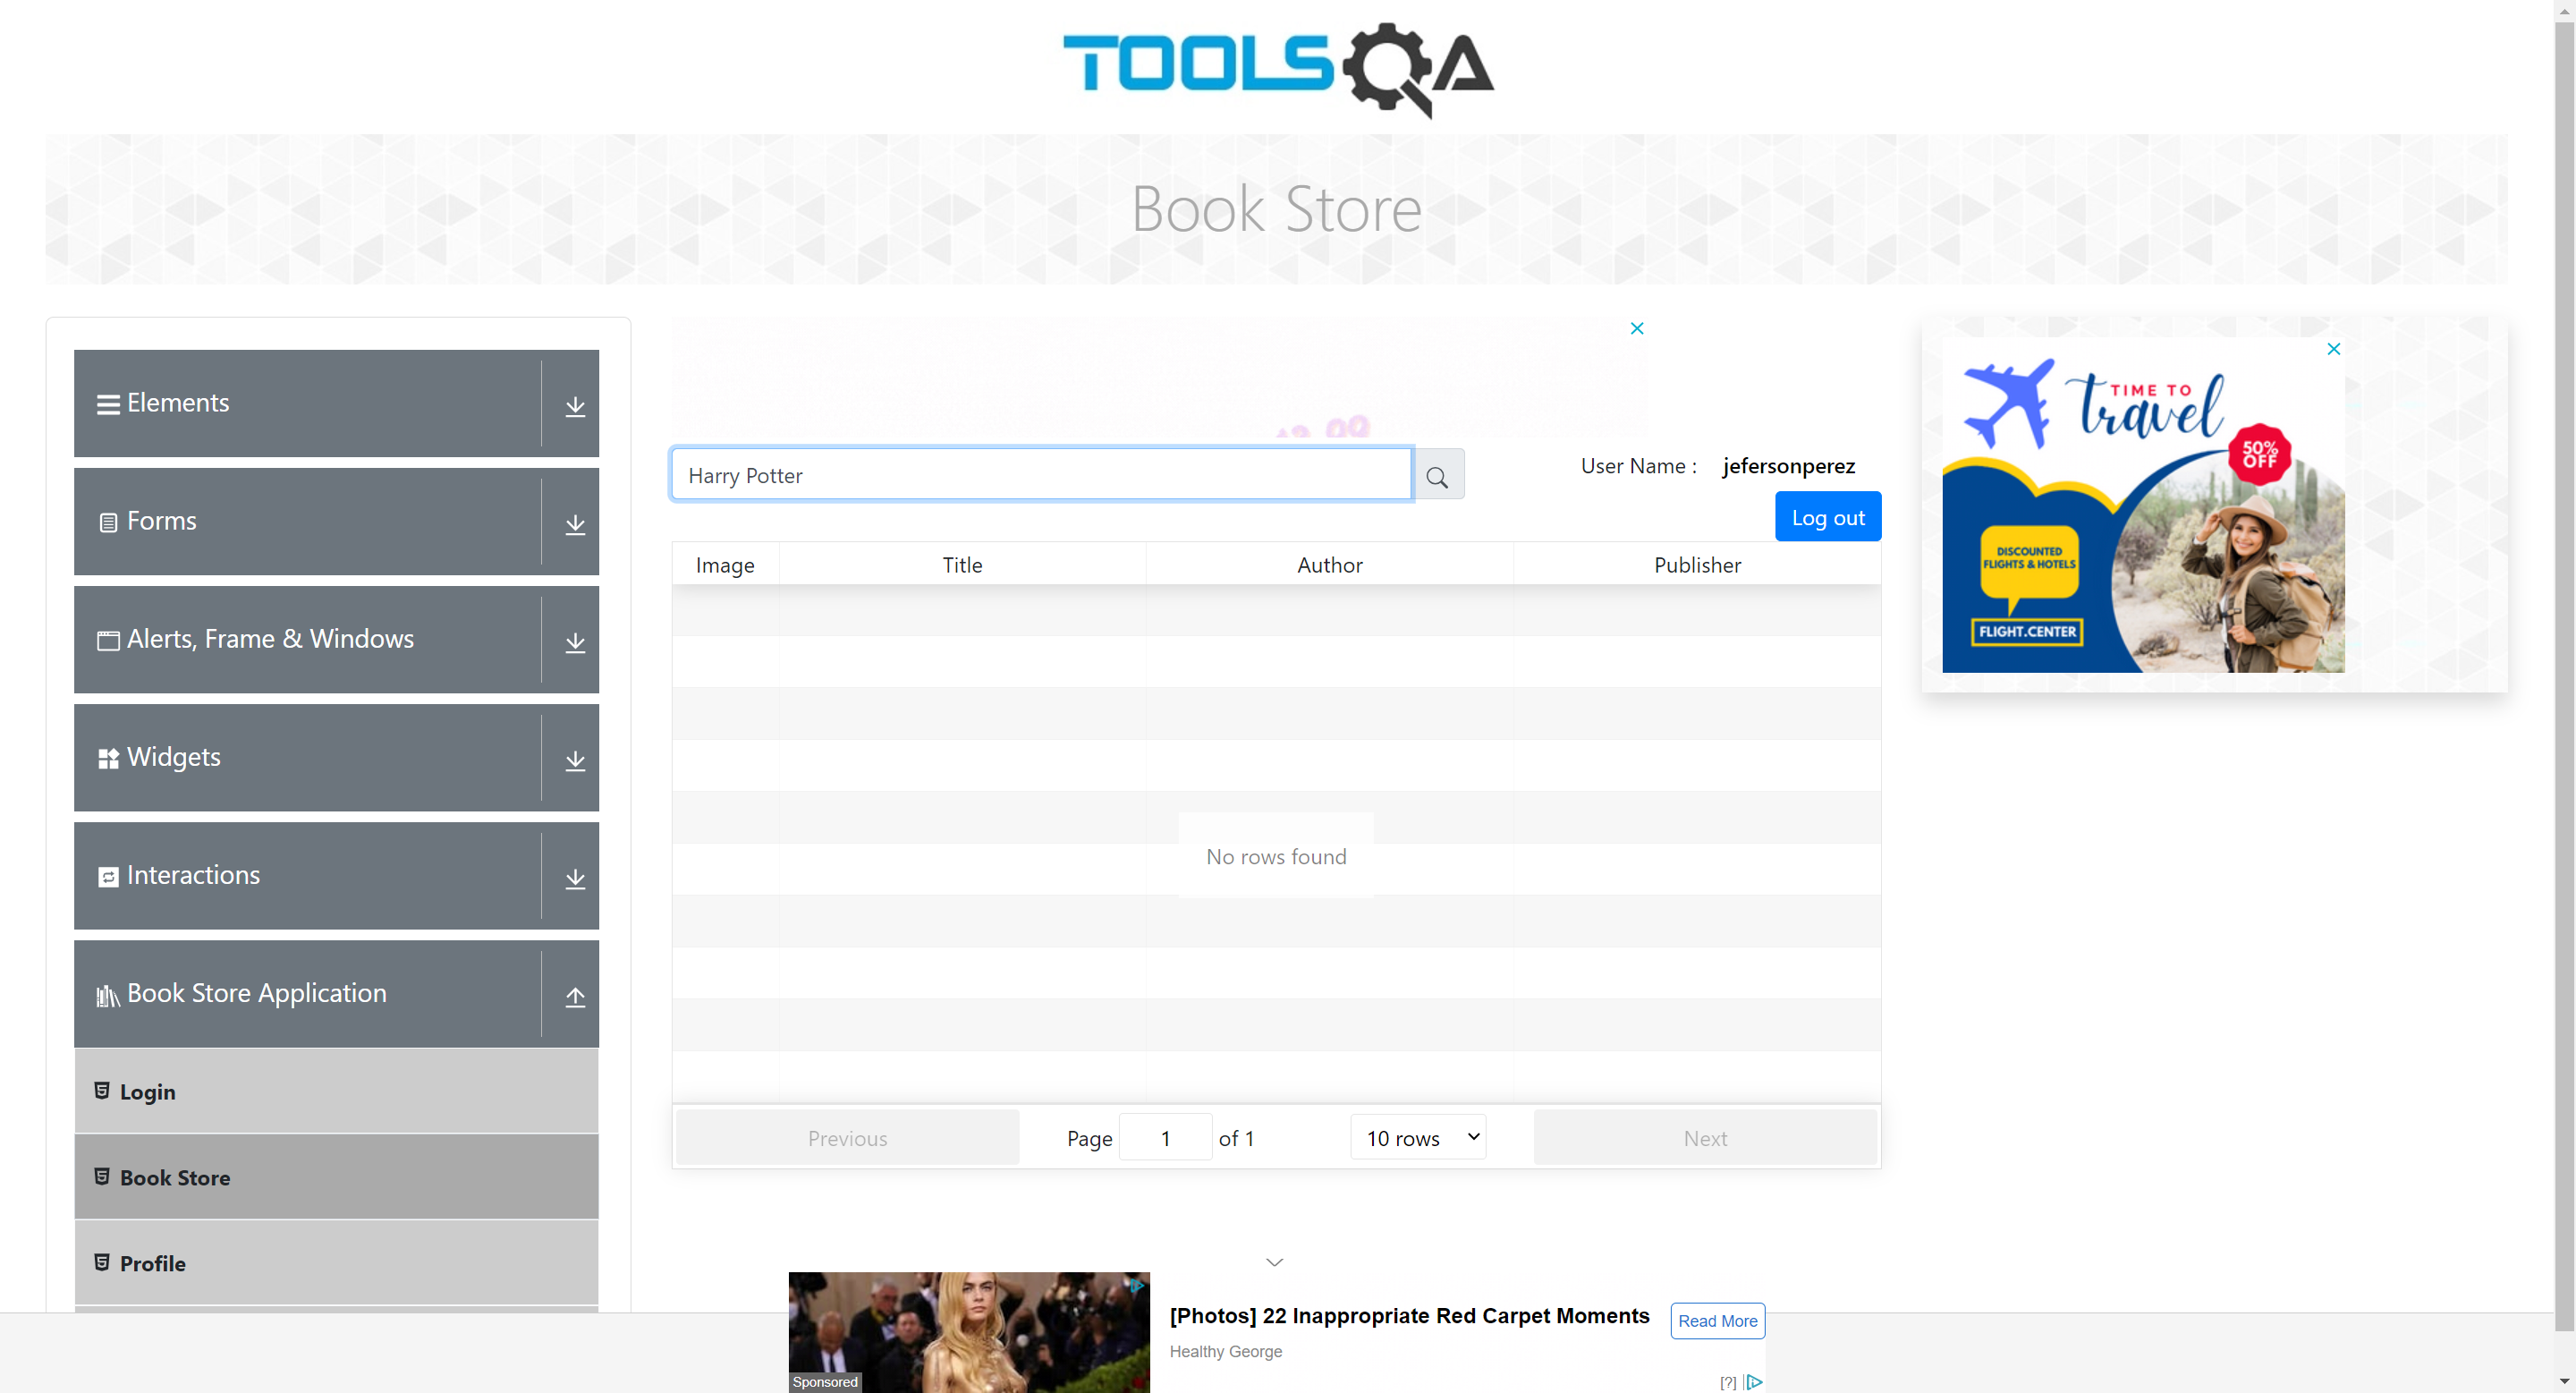 TOOLSQA
Book Store
Elements
Forms
Alerts, Frame & Windows
Widgets
Interactions
Book Store Application
Login
Book Store
Profile
Harry Potter
User Name : jefersonperez
Log out
Image Title Author Publisher
No rows found
Previous
Page 1 of 1
10 rows
Next
TIME TO
travel
50%
OFF
DISCOUNTED
FLIGHTS & HOTELS
FLIGHT.CENTER
[Photos] 22 Inappropriate Red Carpet Moments
Healthy George
Read More
Sponsored
[?]